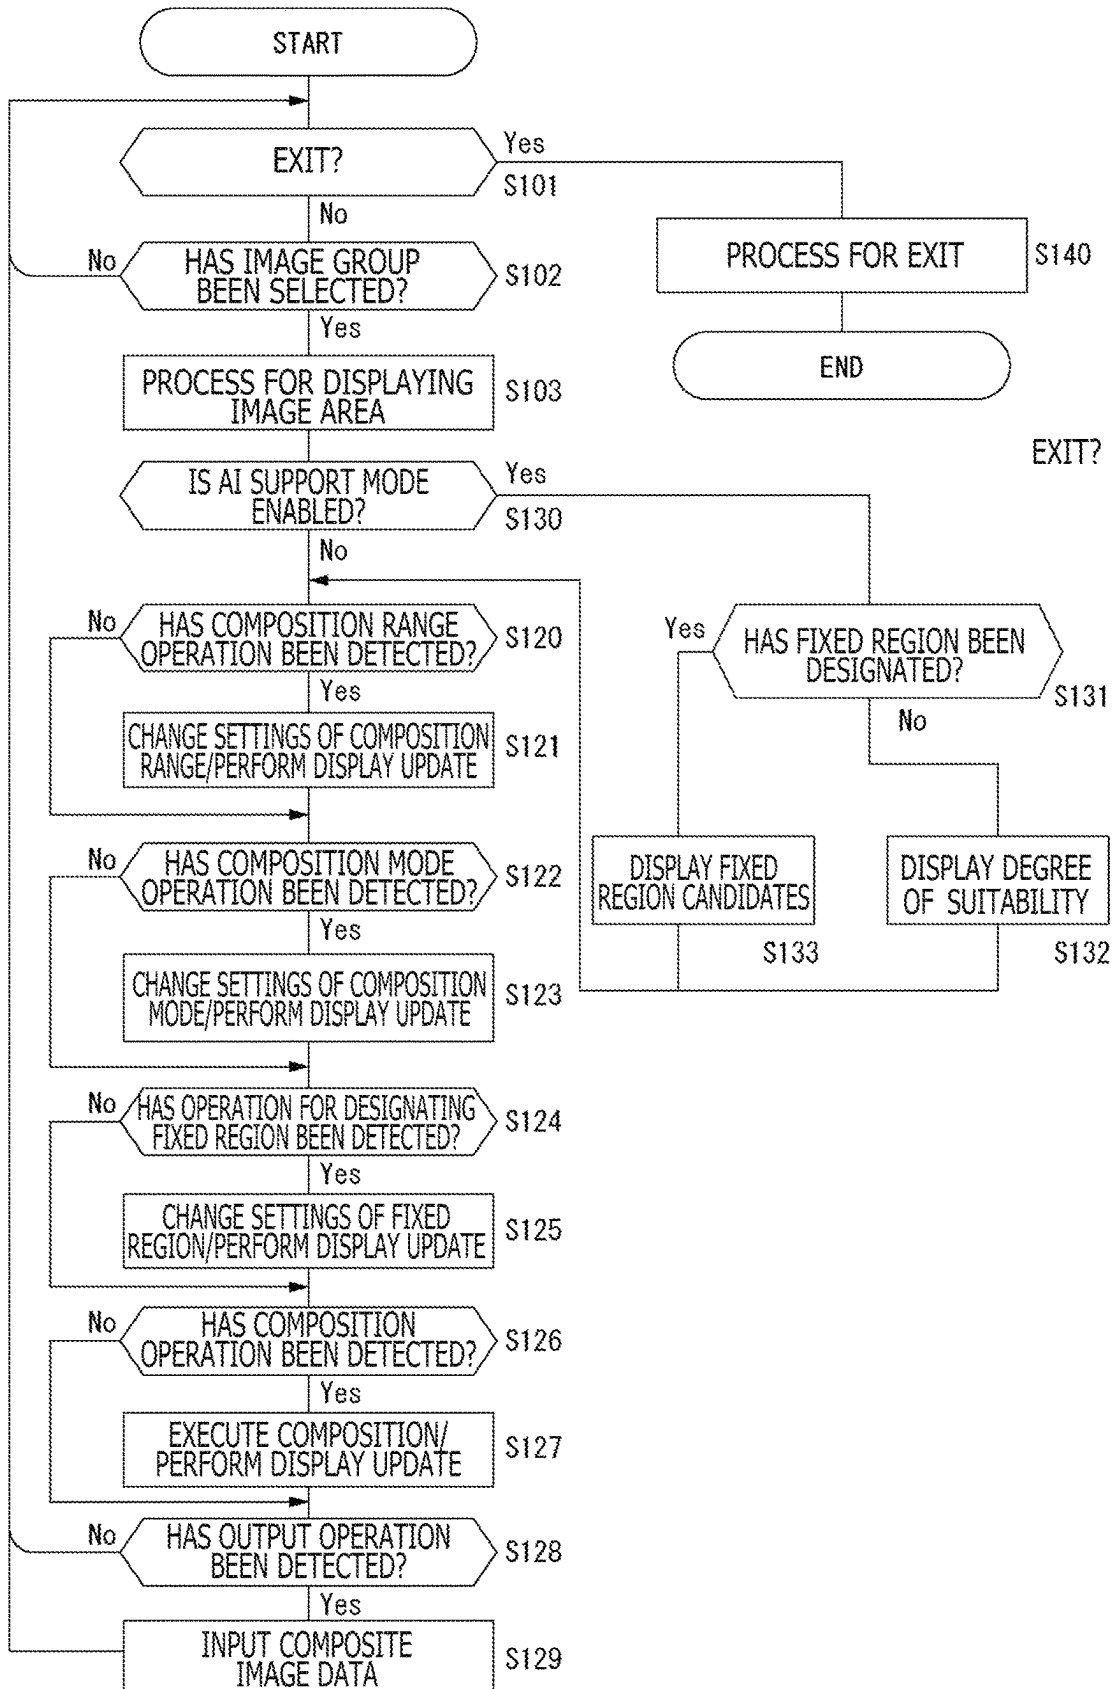 START
EXIT?
Yes
S101
No
PROCESS FOR EXIT
S140
No
HAS IMAGE GROUP
BEEN SELECTED?
S102
Yes
END
PROCESS FOR DISPLAYING
IMAGE AREA
S103
EXIT?
IS AI SUPPORT MODE
ENABLED?
Yes
S130
No
No
HAS COMPOSITION RANGE
OPERATION BEEN DETECTED?
S120
Yes
HAS FIXED REGION BEEN
DESIGNATED?
S131
No
Yes
CHANGE SETTINGS OF COMPOSITION
RANGE/PERFORM DISPLAY UPDATE
S121
No
HAS COMPOSITION MODE
OPERATION BEEN DETECTED?
S122
Yes
DISPLAY FIXED
REGION CANDIDATES
S133
DISPLAY DEGREE
OF SUITABILITY
S132
CHANGE SETTINGS OF COMPOSITION
MODE/PERFORM DISPLAY UPDATE
S123
No
HAS OPERATION FOR DESIGNATING
FIXED REGION BEEN DETECTED?
S124
Yes
CHANGE SETTINGS OF FIXED
REGION/PERFORM DISPLAY UPDATE
S125
No
HAS COMPOSITION
OPERATION BEEN DETECTED?
S126
Yes
EXECUTE COMPOSITION/
PERFORM DISPLAY UPDATE
S127
No
HAS OUTPUT OPERATION
BEEN DETECTED?
S128
Yes
INPUT COMPOSITE
IMAGE DATA
S129